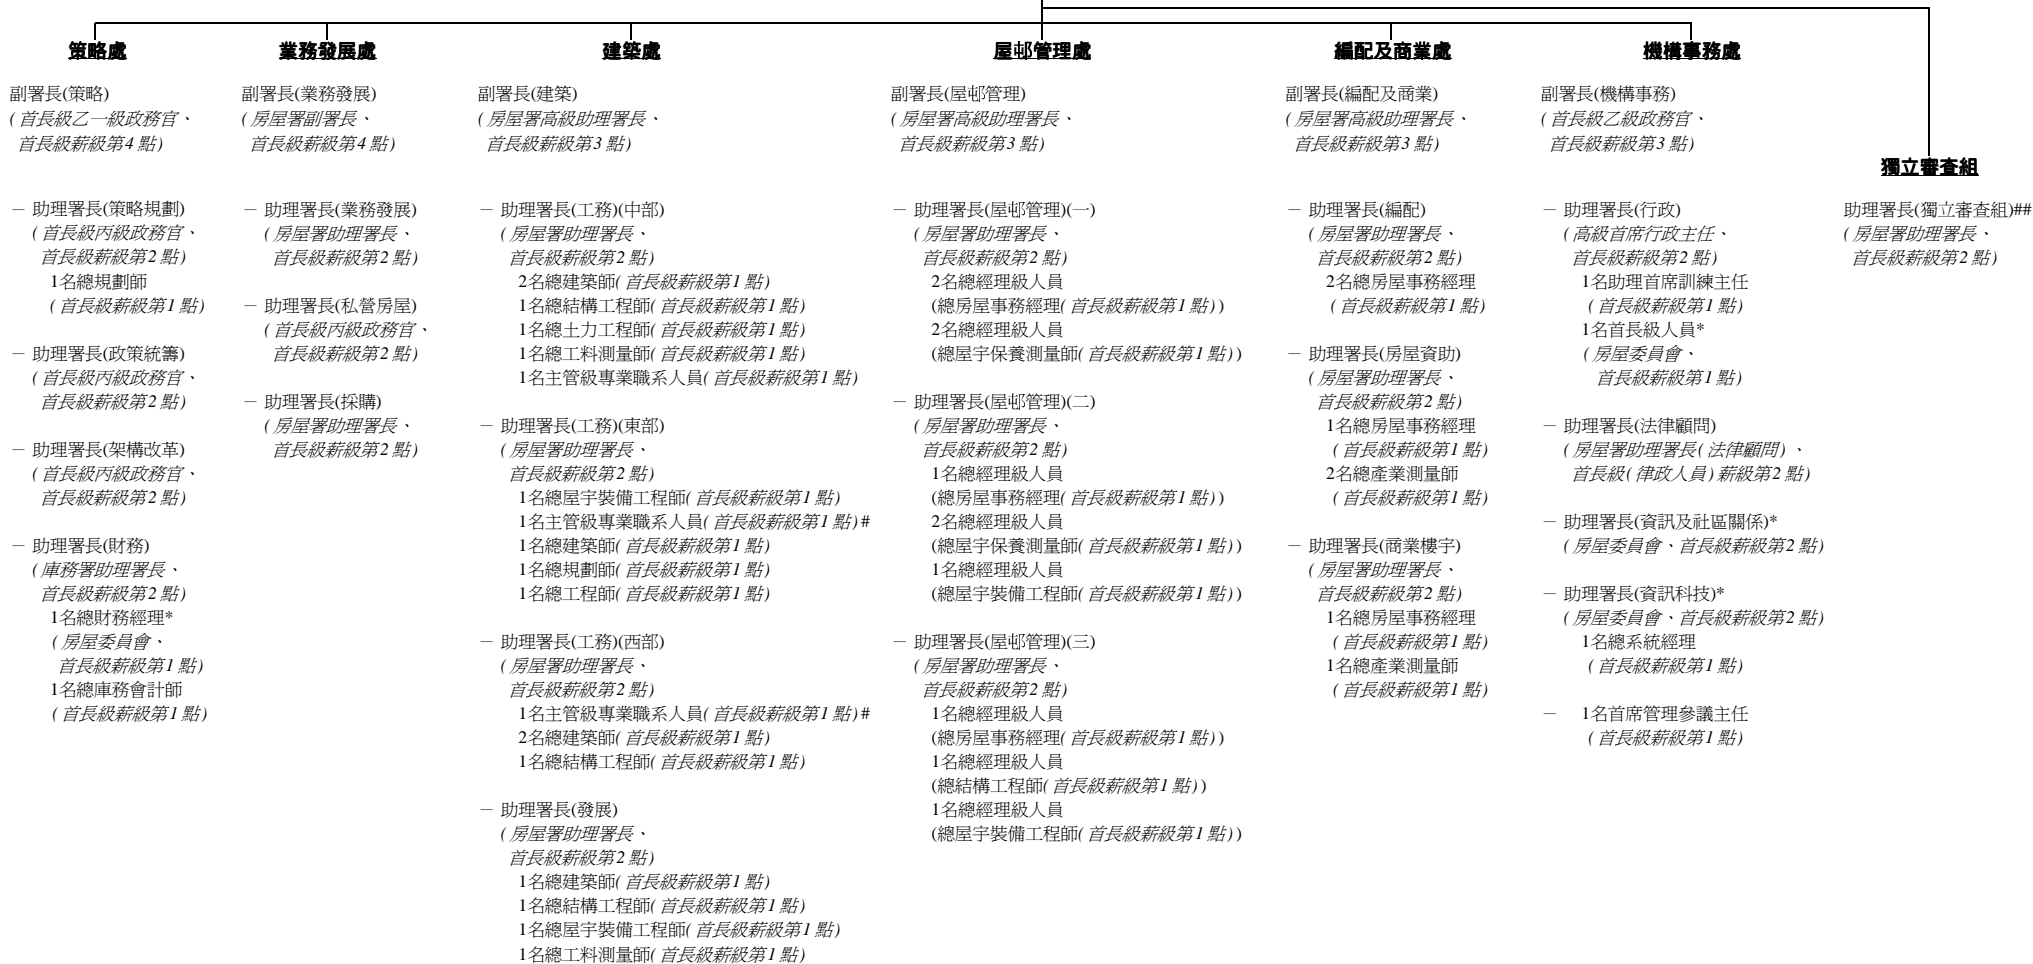 策略處
副署長(策略)
(首長級乙一級政務官、
首長級薪級第4點)
－ 助理署長(策略規劃)
(首長級丙級政務官、
首長級薪級第2點)
1名總規劃師
(首長級薪級第1點)
－ 助理署長(政策統籌)
(首長級丙級政務官、
首長級薪級第2點)
－ 助理署長(架構改革)
(首長級丙級政務官、
首長級薪級第2點)
－ 助理署長(財務)
(庫務署助理署長、
首長級薪級第2點)
1名總財務經理*
(房屋委員會、
首長級薪級第1點)
1名總庫務會計師
(首長級薪級第1點)
業務發展處
副署長(業務發展)
(房屋署副署長、
首長級薪級第4點)
－ 助理署長(業務發展)
(房屋署助理署長、
首長級薪級第2點)
－ 助理署長(私營房屋)
(首長級丙級政務官、
首長級薪級第2點)
－ 助理署長(採購)
(房屋署助理署長、
首長級薪級第2點)
建築處
副署長(建築)
(房屋署高級助理署長、
首長級薪級第3點)
－ 助理署長(工務)(中部)
(房屋署助理署長、
首長級薪級第2點)
2名總建築師(首長級薪級第1點)
1名總結構工程師(首長級薪級第1點)
1名總土力工程師(首長級薪級第1點)
1名總工料測量師(首長級薪級第1點)
1名主管級專業職系人員(首長級薪級第1點)
－ 助理署長(工務)(東部)
(房屋署助理署長、
首長級薪級第2點)
1名總屋宇裝備工程師(首長級薪級第1點)
1名主管級專業職系人員(首長級薪級第1點)#
1名總建築師(首長級薪級第1點)
1名總規劃師(首長級薪級第1點)
1名總工程師(首長級薪級第1點)
－ 助理署長(工務)(西部)
(房屋署助理署長、
首長級薪級第2點)
1名主管級專業職系人員(首長級薪級第1點)#
2名總建築師(首長級薪級第1點)
1名總結構工程師(首長級薪級第1點)
－ 助理署長(發展)
(房屋署助理署長、
首長級薪級第2點)
1名總建築師(首長級薪級第1點)
1名總結構工程師(首長級薪級第1點)
1名總屋宇裝備工程師(首長級薪級第1點)
1名總工料測量師(首長級薪級第1點)
屋邨管理處
副署長(屋邨管理)
(房屋署高級助理署長、
首長級薪級第3點)
－ 助理署長(屋邨管理)(一)
(房屋署助理署長、
首長級薪級第2點)
2名總經理級人員
(總房屋事務經理(首長級薪級第1點))
2名總經理級人員
(總屋宇保養測量師(首長級薪級第1點))
－ 助理署長(屋邨管理)(二)
(房屋署助理署長、
首長級薪級第2點)
1名總經理級人員
(總房屋事務經理(首長級薪級第1點))
2名總經理級人員
(總屋宇保養測量師(首長級薪級第1點))
1名總經理級人員
(總屋宇裝備工程師(首長級薪級第1點))
－ 助理署長(屋邨管理)(三)
(房屋署助理署長、
首長級薪級第2點)
1名總經理級人員
(總房屋事務經理(首長級薪級第1點))
1名總經理級人員
(總結構工程師(首長級薪級第1點))
1名總經理級人員
(總屋宇裝備工程師(首長級薪級第1點))
編配及商業處
副署長(編配及商業)
(房屋署高級助理署長、
首長級薪級第3點)
－ 助理署長(編配)
(房屋署助理署長、
首長級薪級第2點)
2名總房屋事務經理
(首長級薪級第1點)
－ 助理署長(房屋資助)
(房屋署助理署長、
首長級薪級第2點)
1名總房屋事務經理
(首長級薪級第1點)
2名總產業測量師
(首長級薪級第1點)
－ 助理署長(商業樓宇)
(房屋署助理署長、
首長級薪級第2點)
1名總房屋事務經理
(首長級薪級第1點)
1名總產業測量師
(首長級薪級第1點)
機構事務處
副署長(機構事務)
(首長級乙級政務官、
首長級薪級第3點)
－ 助理署長(行政)
(高級首席行政主任、
首長級薪級第2點)
1名助理首席訓練主任
(首長級薪級第1點)
1名首長級人員*
(房屋委員會、
首長級薪級第1點)
－ 助理署長(法律顧問)
(房屋署助理署長(法律顧問)、
首長級(律政人員)薪級第2點)
－ 助理署長(資訊及社區關係)*
(房屋委員會、首長級薪級第2點)
－ 助理署長(資訊科技)*
(房屋委員會、首長級薪級第2點)
1名總系統經理
(首長級薪級第1點)
－ 1名首席管理參議主任
(首長級薪級第1點)
獨立審查組
助理署長(獨立審查組)##
(房屋署助理署長、
首長級薪級第2點)